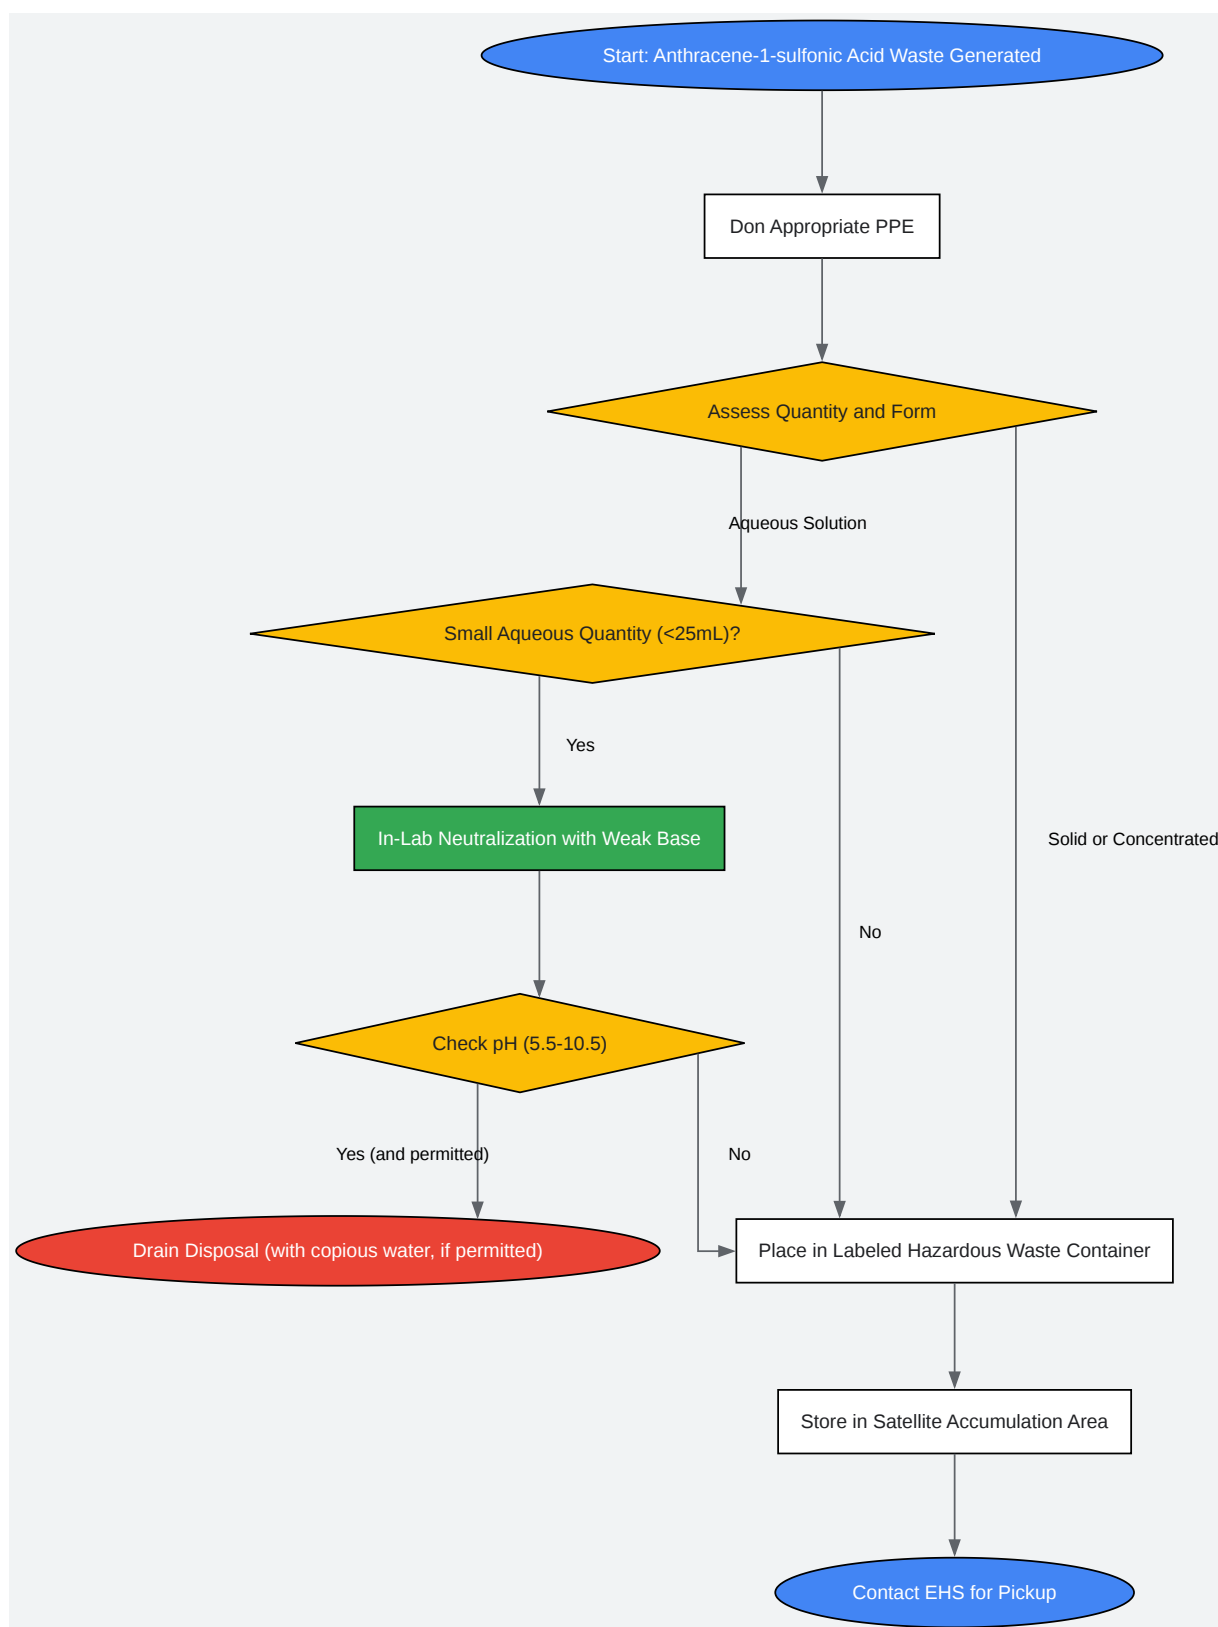 Start: Anthracene-1-sulfonic Acid Waste Generated
Don Appropriate PPE
Assess Quantity and Form
Aqueous Solution
Small Aqueous Quantity (<25mL)?
Yes
In-Lab Neutralization with Weak Base
Solid or Concentrated
No
Check pH (5.5-10.5)
Yes (and permitted)
No
Drain Disposal (with copious water, if permitted)
Place in Labeled Hazardous Waste Container
Store in Satellite Accumulation Area
Contact EHS for Pickup